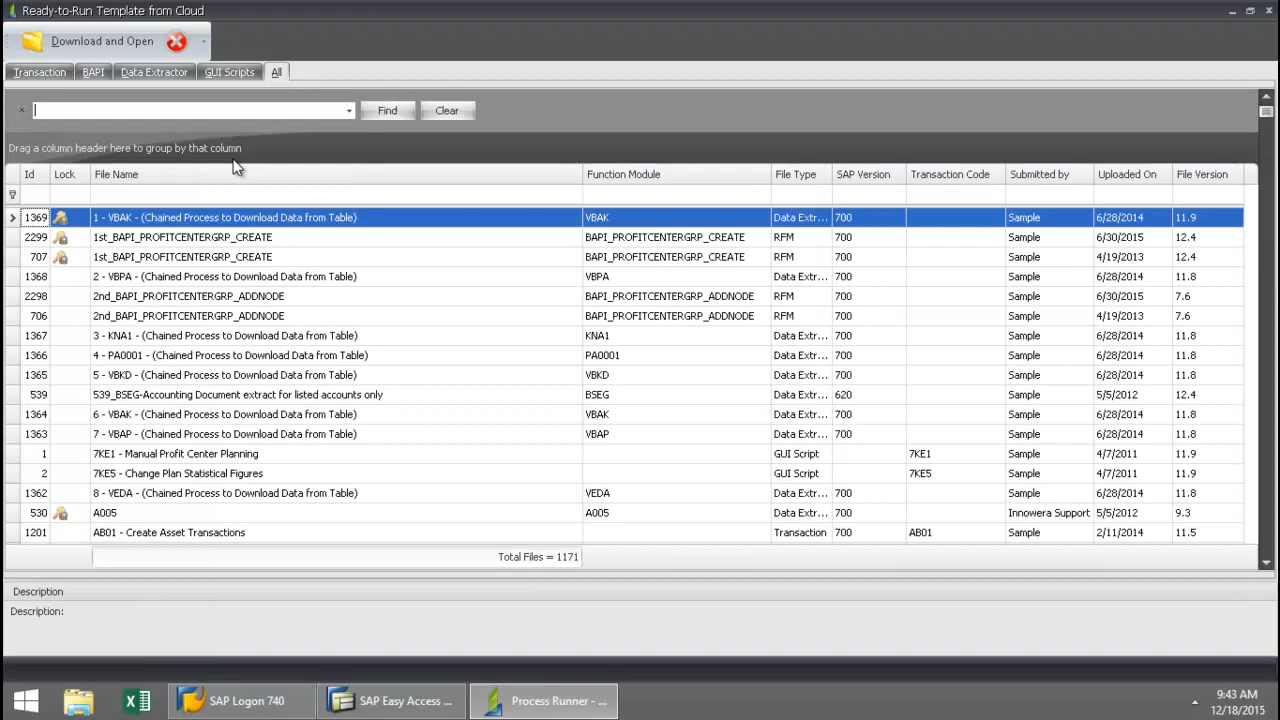 Ready-to-Run Template from Cloud
Download and Open
Transaction BAPI Data Extractor GUI Scripts All
Find Clear
Drag a column header here to group by that column
Id Lock File Name Function Module File Type SAP Version Transaction Code Submitted by Uploaded On File Version
1369 1 - VBAK - (Chained Process to Download Data from Table) VBAK Data Extr... 700 Sample 6/28/2014 11.9
2299 1st_BAPI_PROFITCENTERGRP_CREATE BAPI_PROFITCENTERGRP_CREATE RFM 700 Sample 6/30/2015 12.4
707 1st_BAPI_PROFITCENTERGRP_CREATE BAPI_PROFITCENTERGRP_CREATE RFM 700 Sample 4/19/2013 12.4
1368 2 - VBPA - (Chained Process to Download Data from Table) VBPA Data Extr... 700 Sample 6/28/2014 11.8
2298 2nd_BAPI_PROFITCENTERGRP_ADDNODE BAPI_PROFITCENTERGRP_ADDNODE RFM 700 Sample 6/30/2015 7.6
706 2nd_BAPI_PROFITCENTERGRP_ADDNODE BAPI_PROFITCENTERGRP_ADDNODE RFM 700 Sample 4/19/2013 7.6
1367 3 - KNA1 - (Chained Process to Download Data from Table) KNA1 Data Extr... 700 Sample 6/28/2014 11.8
1366 4 - PA0001 - (Chained Process to Download Data from Table) PA0001 Data Extr... 700 Sample 6/28/2014 11.8
1365 5 - VBKD - (Chained Process to Download Data from Table) VBKD Data Extr... 700 Sample 6/28/2014 11.8
539 539_BSEG-Accounting Document extract for listed accounts only BSEG Data Extr... 620 Sample 5/5/2012 12.4
1364 6 - VBAK - (Chained Process to Download Data from Table) VBAK Data Extr... 700 Sample 6/28/2014 11.8
1363 7 - VBAP - (Chained Process to Download Data from Table) VBAP Data Extr... 700 Sample 6/28/2014 11.8
1 7KE1 - Manual Profit Center Planning GUI Script 7KE1 Sample 4/7/2011 11.9
2 7KE5 - Change Plan Statistical Figures GUI Script 7KE5 Sample 4/7/2011 11.9
1362 8 - VEDA - (Chained Process to Download Data from Table) VEDA Data Extr... 700 Sample 6/28/2014 11.8
530 A005 A005 Data Extr... 700 Innowera Support 5/5/2012 9.3
1201 AB01 - Create Asset Transactions Transaction 700 AB01 Sample 2/11/2014 11.5
Total Files = 1171
Description
Description:
SAP Logon 740 SAP Easy Access ... Process Runner - ...
9:43 AM
12/18/2015